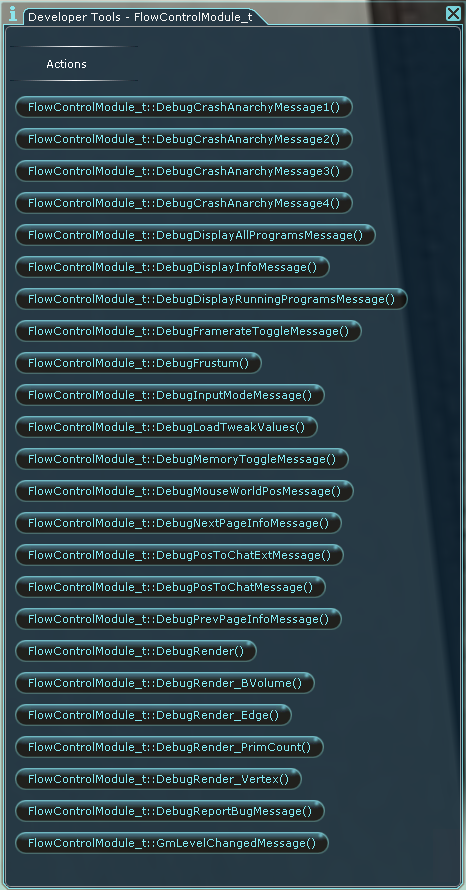 Developer Tools - FlowControlModule_t
Actions
FlowControlModule_t::DebugCrashAnarchyMessage1()
FlowControlModule_t::DebugCrashAnarchyMessage2()
FlowControlModule_t::DebugCrashAnarchyMessage3()
FlowControlModule_t::DebugCrashAnarchyMessage4()
FlowControlModule_t::DebugDisplayAllProgramsMessage()
FlowControlModule_t::DebugDisplayInfoMessage()
FlowControlModule_t::DebugDisplayRunningProgramsMessage()
FlowControlModule_t::DebugFramerateToggleMessage()
FlowControlModule_t::DebugFrustum()
FlowControlModule_t::DebugInputModeMessage()
FlowControlModule_t::DebugLoadTweakValues()
FlowControlModule_t::DebugMemoryToggleMessage()
FlowControlModule_t::DebugMouseWorldPosMessage()
FlowControlModule_t::DebugNextPageInfoMessage()
FlowControlModule_t::DebugPosToChatExtMessage()
FlowControlModule_t::DebugPosToChatMessage()
FlowControlModule_t::DebugPrevPageInfoMessage()
FlowControlModule_t::DebugRender()
FlowControlModule_t::DebugRender_BVolume()
FlowControlModule_t::DebugRender_Edge()
FlowControlModule_t::DebugRender_PrimCount()
FlowControlModule_t::DebugRender_Vertex()
FlowControlModule_t::DebugReportBugMessage()
FlowControlModule_t::GmLevelChangedMessage()